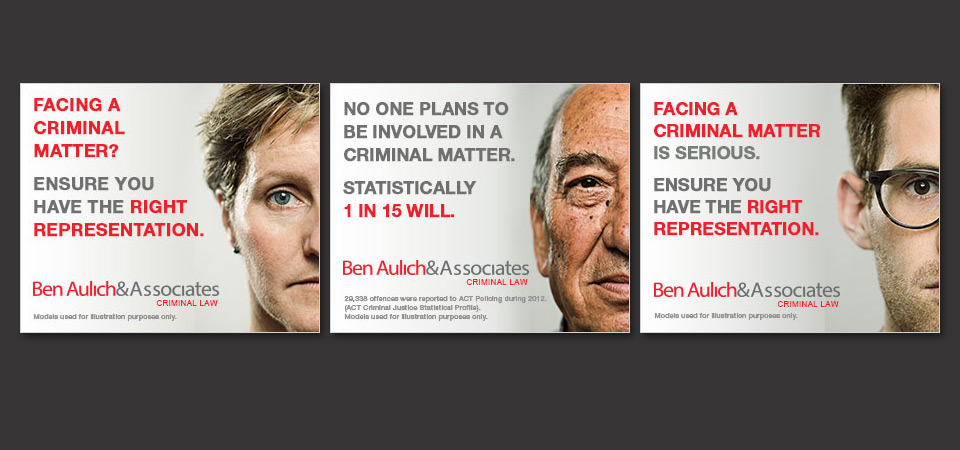 FACING A
CRIMINAL
MATTER?
ENSURE YOU
HAVE THE RIGHT
REPRESENTATION.
Ben Aulich&Associates
CRIMINAL LAW
Models used for illustration purposes only.
NO ONE PLANS TO
BE INVOLVED IN A
CRIMINAL MATTER.
STATISTICALLY
1 IN 15 WILL.
Ben Aulich&Associates
CRIMINAL LAW
29,338 offences were reported to ACT Policing during 2012.
(ACT Criminal Justice Statistical Profile).
Models used for illustration purposes only.
FACING A
CRIMINAL MATTER
IS SERIOUS.
ENSURE YOU
HAVE THE RIGHT
REPRESENTATION.
Ben Aulich&Associates
CRIMINAL LAW
Models used for illustration purposes only.